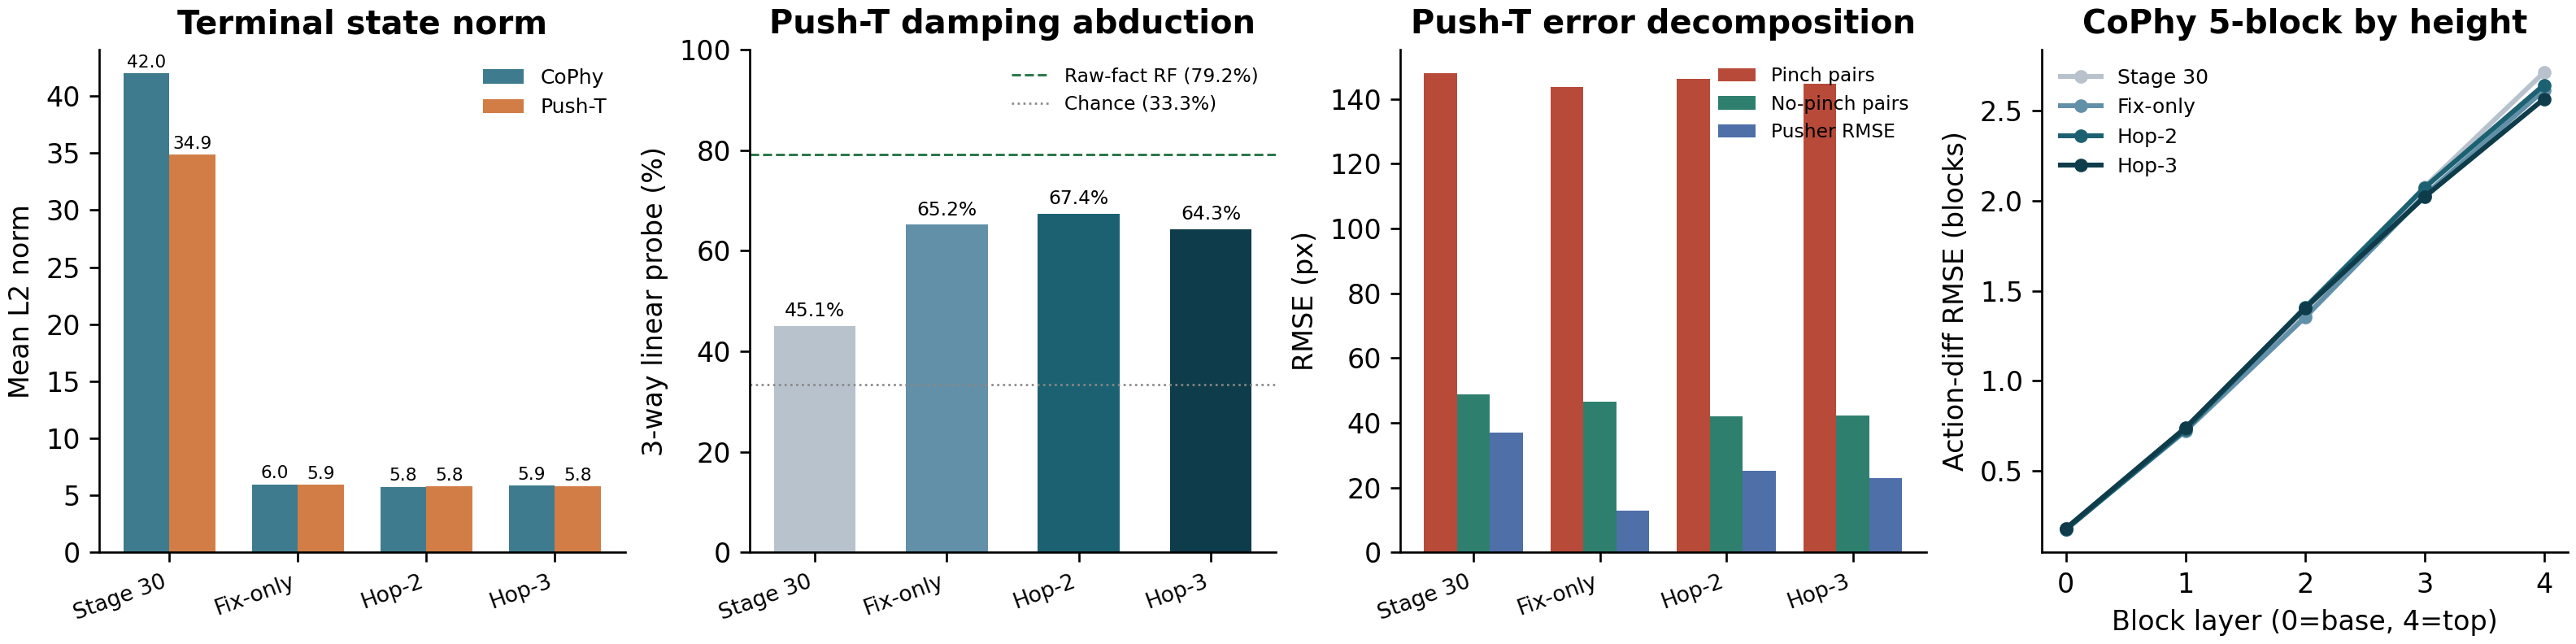 Terminal state norm
Mean L2 norm
40
35
30
25
20
15
10
5
0
42.0
34.9
6.0
5.9
5.8
5.8
5.9
5.8
CoPhy
Push-T
Stage 30
Fix-only
Hop-2
Hop-3
Push-T damping abduction
3-way linear probe (%)
100
80
60
40
20
0
Raw-fact RF (79.2%)
Chance (33.3%)
45.1%
65.2%
67.4%
64.3%
Stage 30
Fix-only
Hop-2
Hop-3
Push-T error decomposition
RMSE (px)
140
120
100
80
60
40
20
0
Pinch pairs
No-pinch pairs
Pusher RMSE
Stage 30
Fix-only
Hop-2
Hop-3
CoPhy 5-block by height
Action-diff RMSE (blocks)
2.5
2.0
1.5
1.0
0.5
Stage 30
Fix-only
Hop-2
Hop-3
0
1
2
3
4
Block layer (0=base, 4=top)